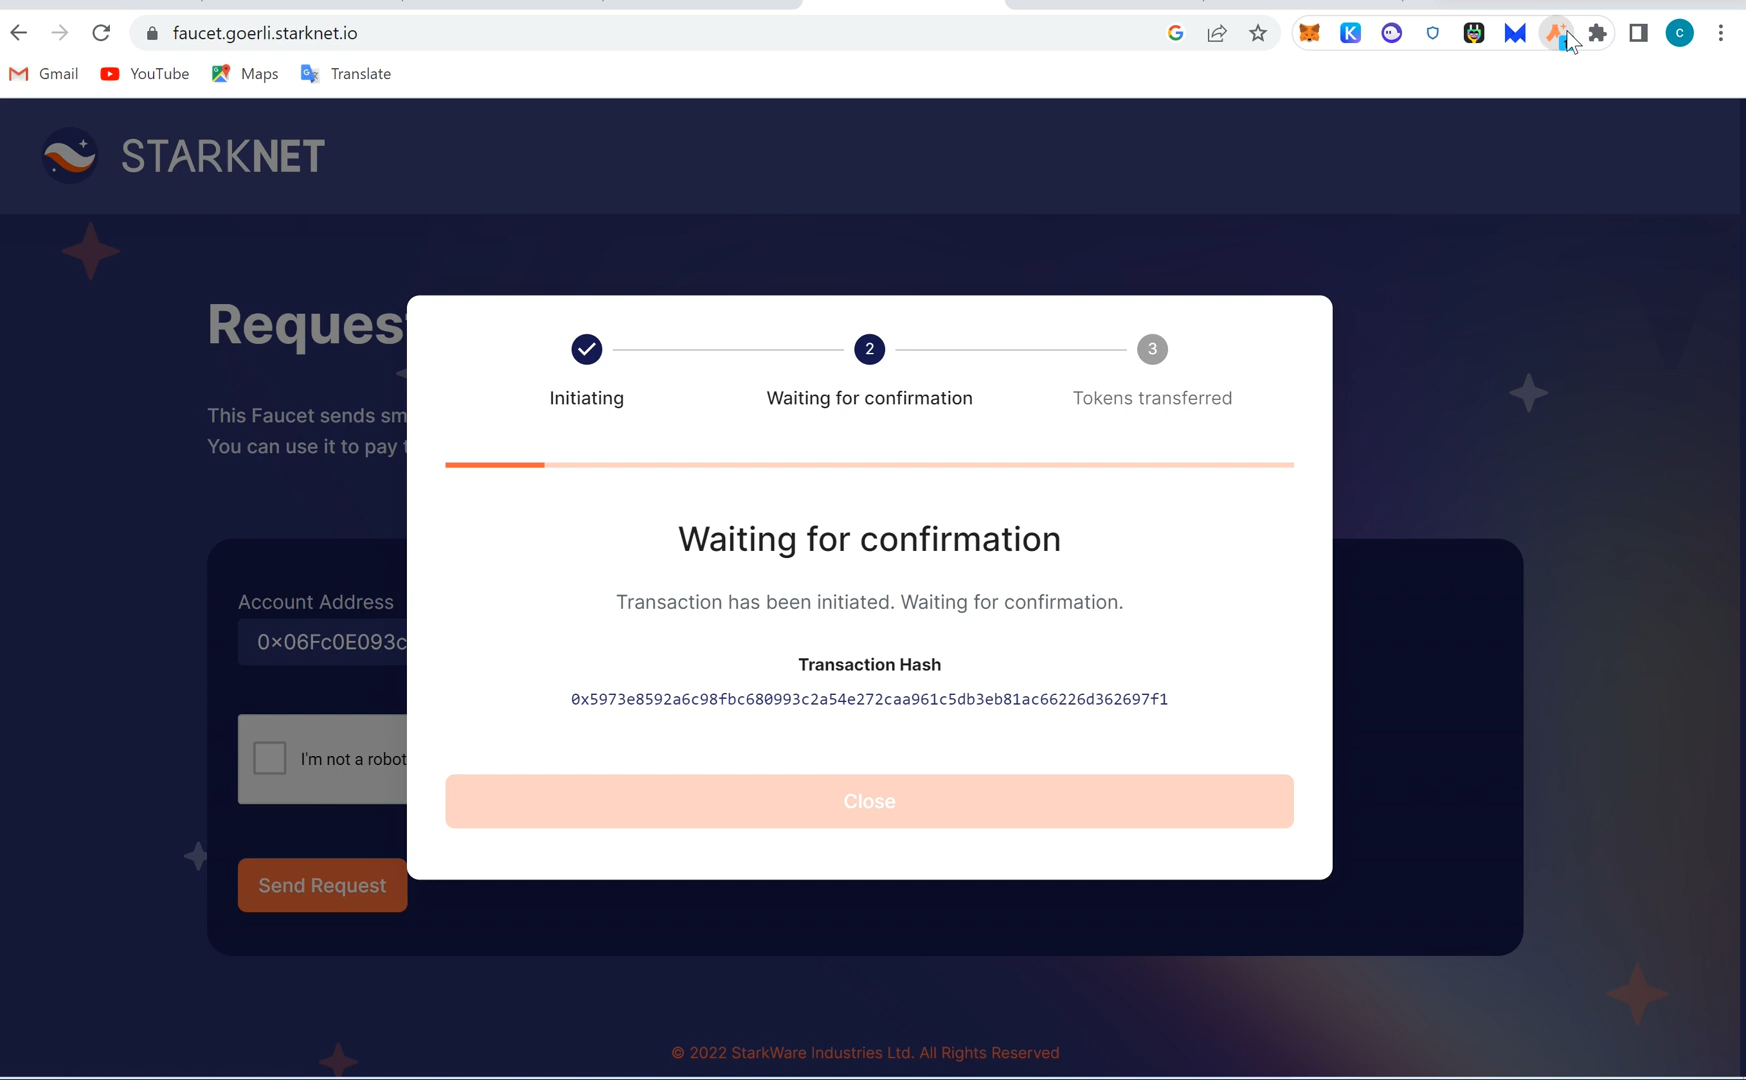 faucet.goerli.starknet.io
C
Gmail YouTube Maps Translate
STARKNET
Reques
This Faucet sends sm
You can use it to pay
2 3
Initiating Waiting for confirmation Tokens transferred
Waiting for confirmation
Transaction has been initiated. Waiting for confirmation.
Transaction Hash
0x5973e8592a6c98fbc680993c2a54e272caa961c5db3eb81ac66226d362697f1
Close
Account Address
0x06Fc0E093c
I'm not a robot
Send Request
© 2022 StarkWare Industries Ltd. All Rights Reserved